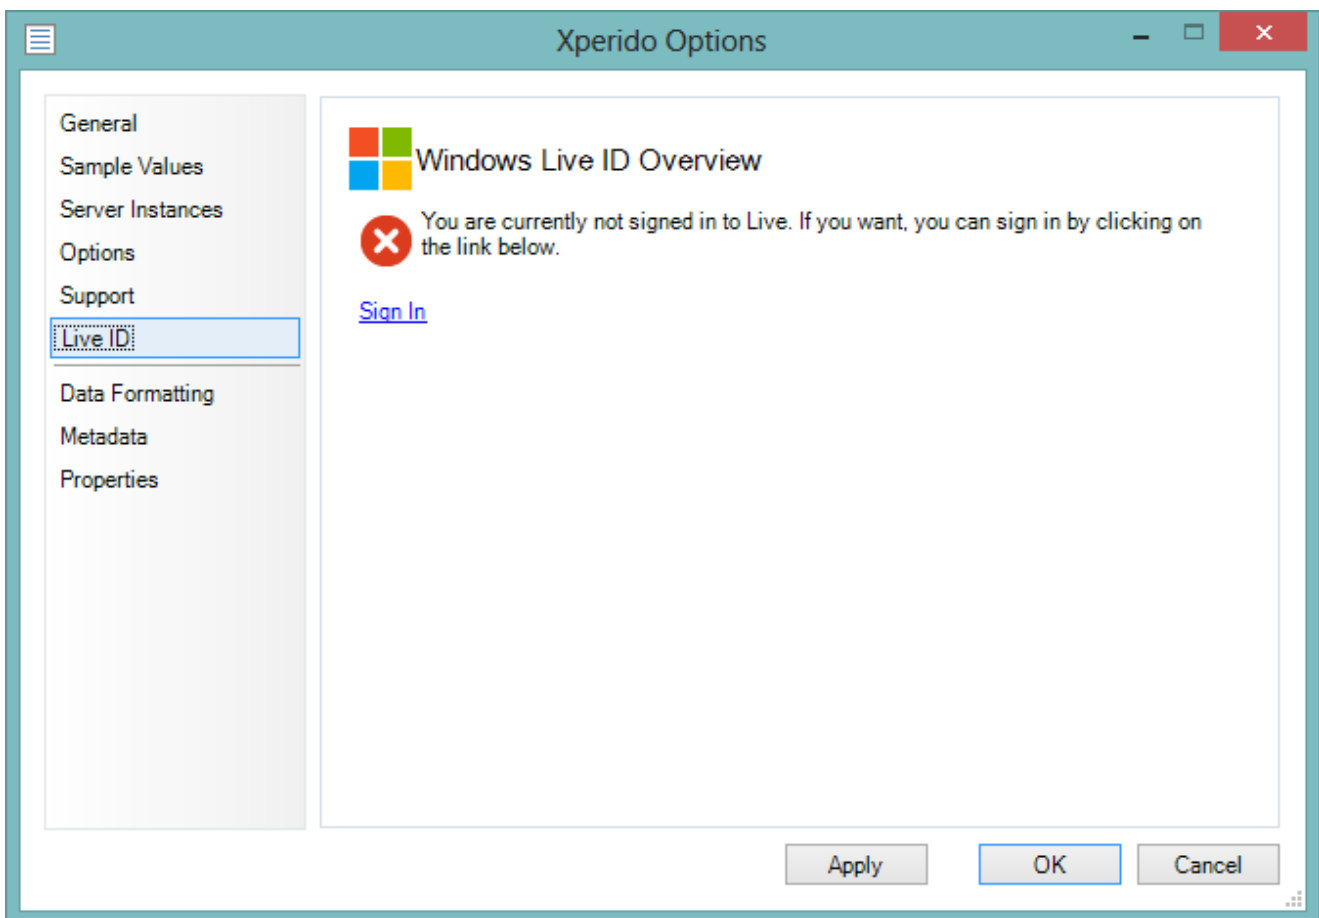 Xperido Options
General
Sample Values
Server Instances
Options
Support
Live ID
Data Formatting
Metadata
Properties
Windows Live ID Overview
You are currently not signed in to Live. If you want, you can sign in by clicking on
the link below.
Sign In
Apply
OK
Cancel